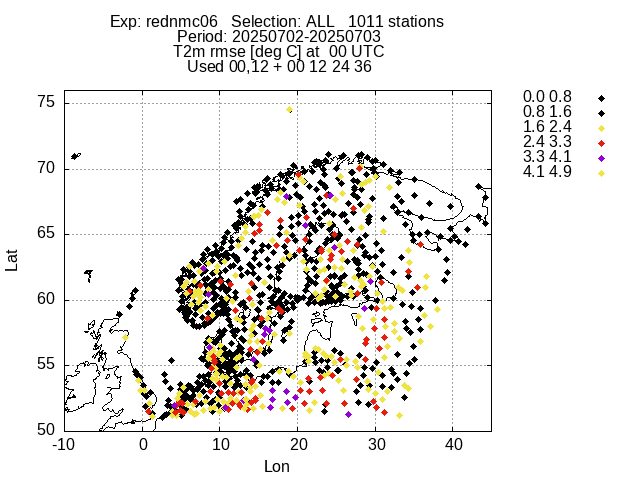 Exp: rednmc06   Selection: ALL   1011 stations
Period: 20250702-20250703
T2m rmse [deg C] at  00 UTC
Used 00,12 + 00 12 24 36
0.0 0.8
0.8 1.6
1.6 2.4
2.4 3.3
3.3 4.1
4.1 4.9
75
70
65
60
55
50
Lat
-10 0 10 20 30 40
Lon